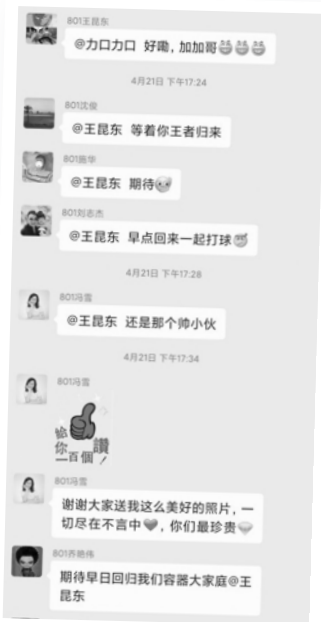 801王昆东
@力口力口 好嘞，加加哥😆😆😆
4月21日 下午17:24
801沈俊
@王昆东 等着你王者归来
801施华
@王昆东 期待
801刘志杰
@王昆东 早点回来一起打球
4月21日 下午17:28
801冯雪
@王昆东 还是那个帅小伙
4月21日 下午17:34
801冯雪
给你
一百個讚！
801冯雪
谢谢大家送我这么美好的照片，一
切尽在不言中❤，你们最珍贵
801乔艳伟
期待早日回归我们容器大家庭@王
昆东